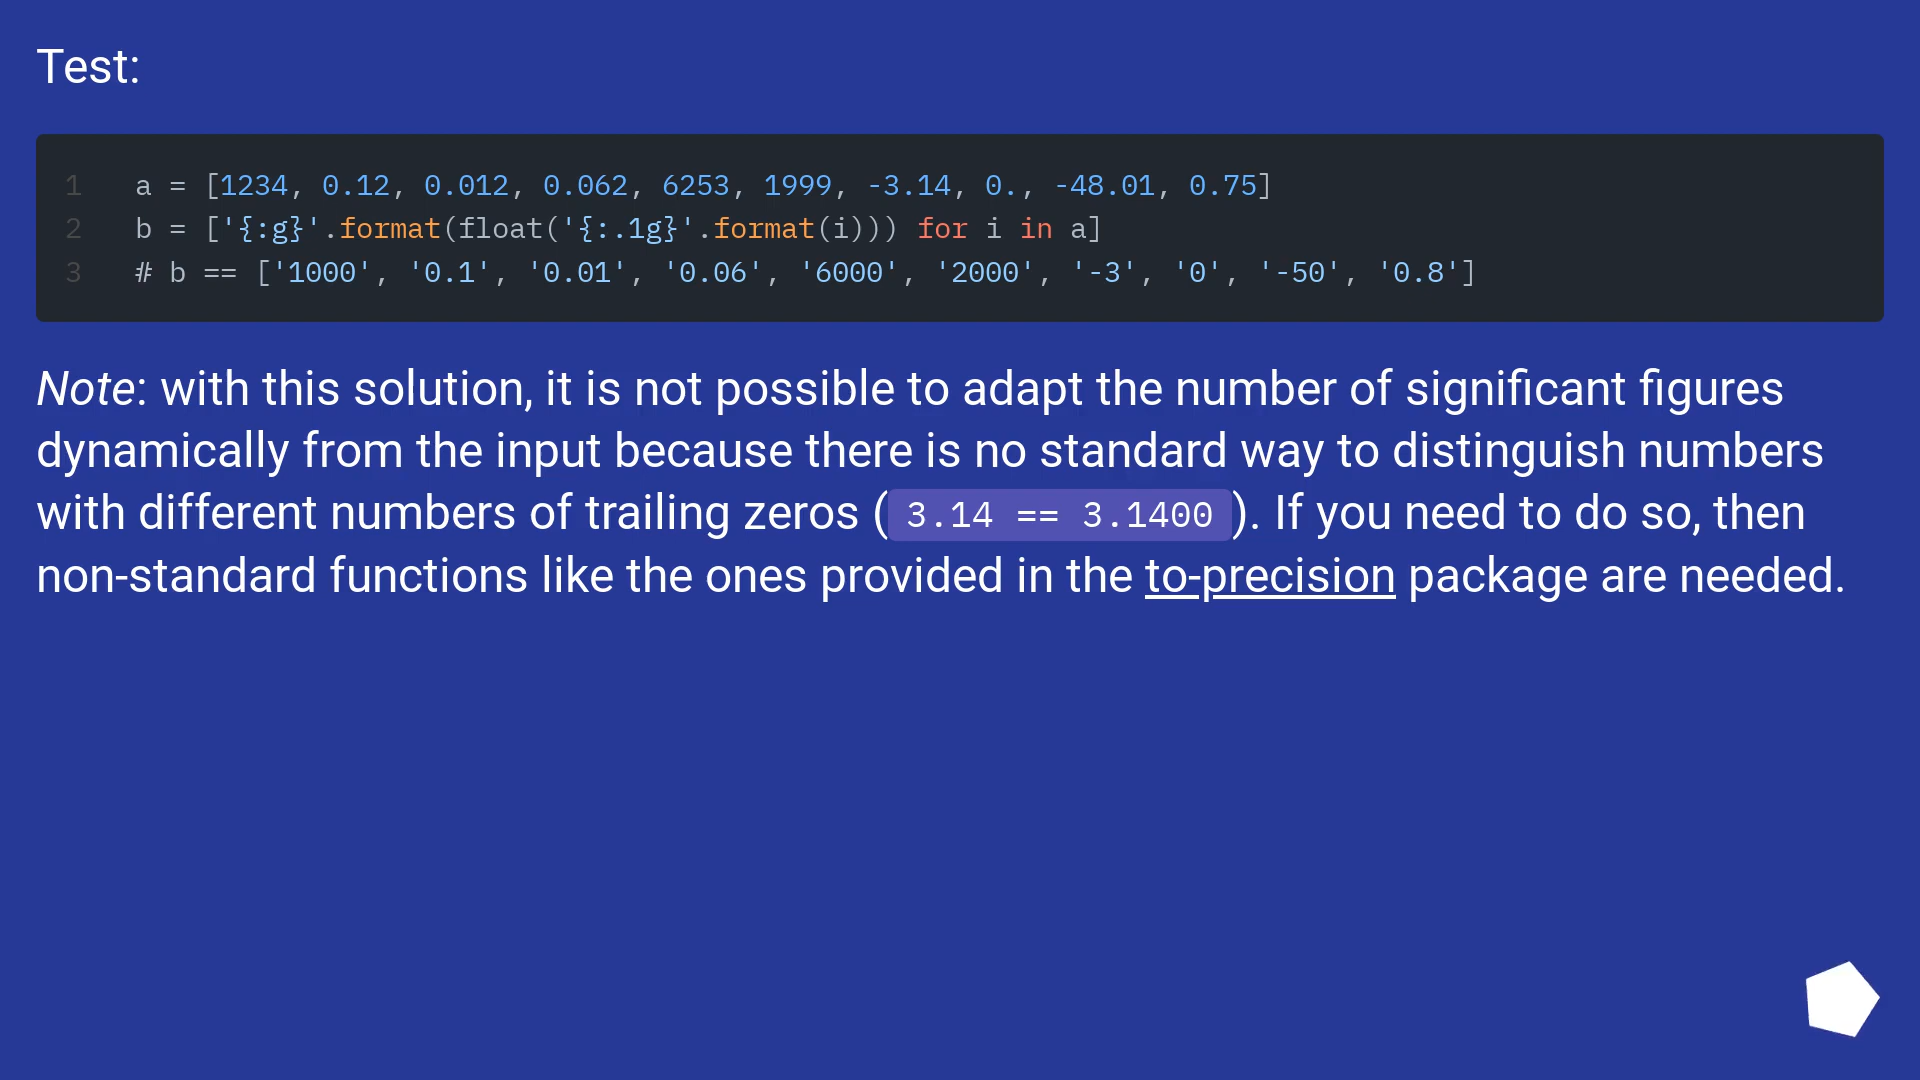 Test:
1 a = [1234, 0.12, 0.012, 0.062, 6253, 1999, -3.14, 0., -48.01, 0.75]
2 b = ['{:g}'.format(float('{:.1g}'.format(i))) for i in a]
3 # b == ['1000', '0.1', '0.01', '0.06', '6000', '2000', '-3', '0', '-50', '0.8']
Note: with this solution, it is not possible to adapt the number of significant figures
dynamically from the input because there is no standard way to distinguish numbers
with different numbers of trailing zeros ( 3.14 == 3.1400 ). If you need to do so, then
non-standard functions like the ones provided in the to-precision package are needed.